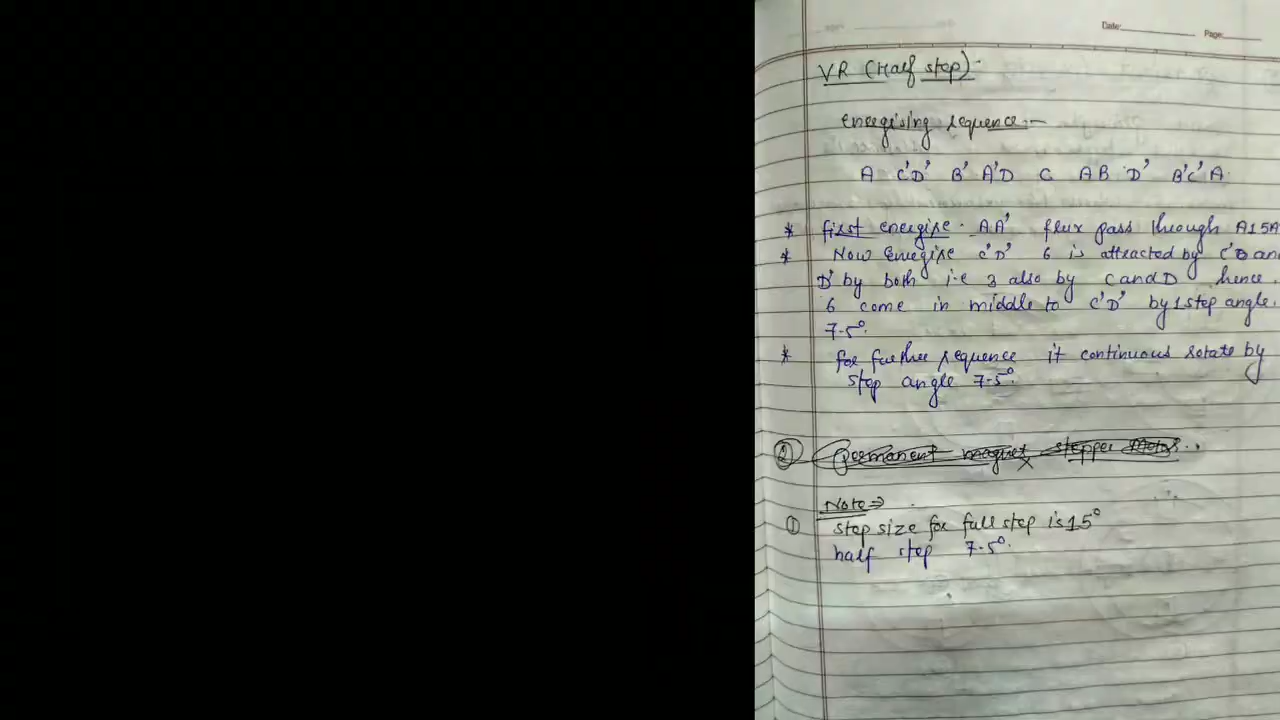 Date:
Page:
VR (Half step):-
energising sequence:-
A C'D' B' A'D C AB D' B'C' A
* first energise. AA' flux pass through A15A
* Now energise C'D' 6 is attracted by
D' by both i.e 3 also by C and D hence.
6 come in middle to C'D' by 1 step angle.
7.5°.
* for further sequence it continuous rotate by
step angle 7.5°.
② permanent magnet stepper Motor..
Note ⇒
① step size for full step is 15°
half step 7.5°.